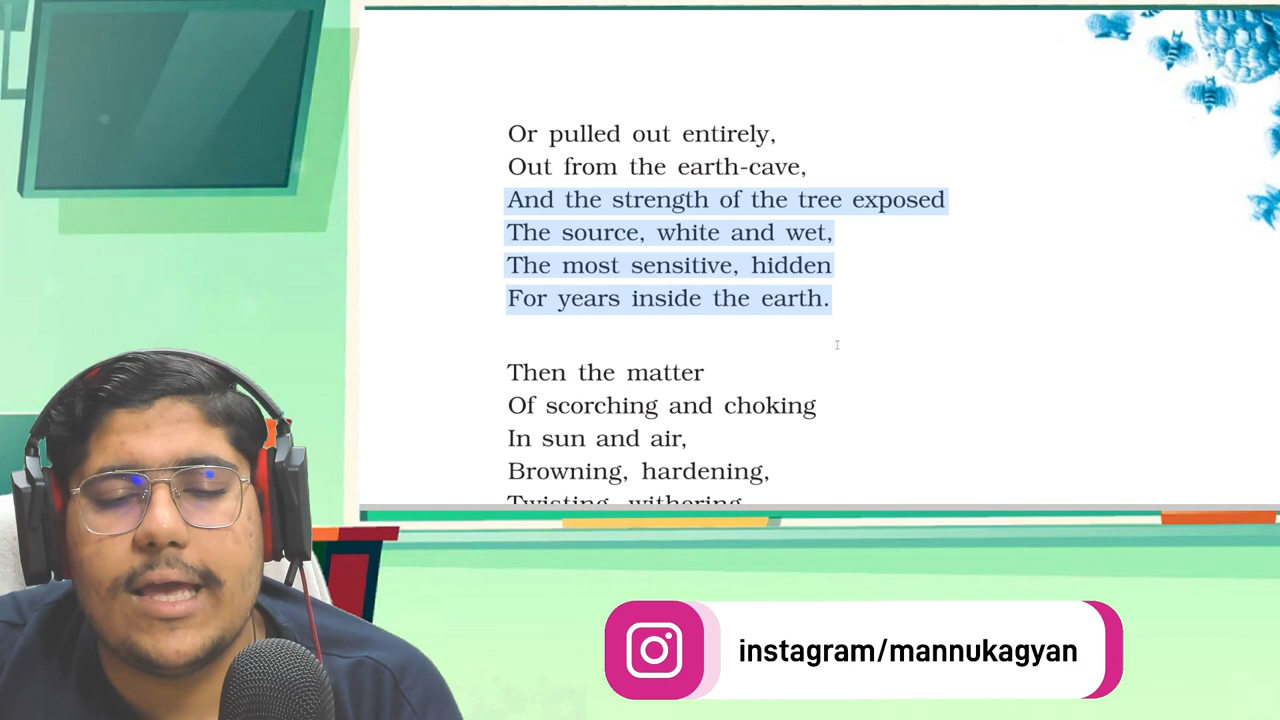 Or pulled out entirely,
Out from the earth-cave,
And the strength of the tree exposed
The source, white and wet,
The most sensitive, hidden
For years inside the earth.
Then the matter
Of scorching and choking
In sun and air,
Browning, hardening,
Twisting, withering,
instagram/mannukagyan